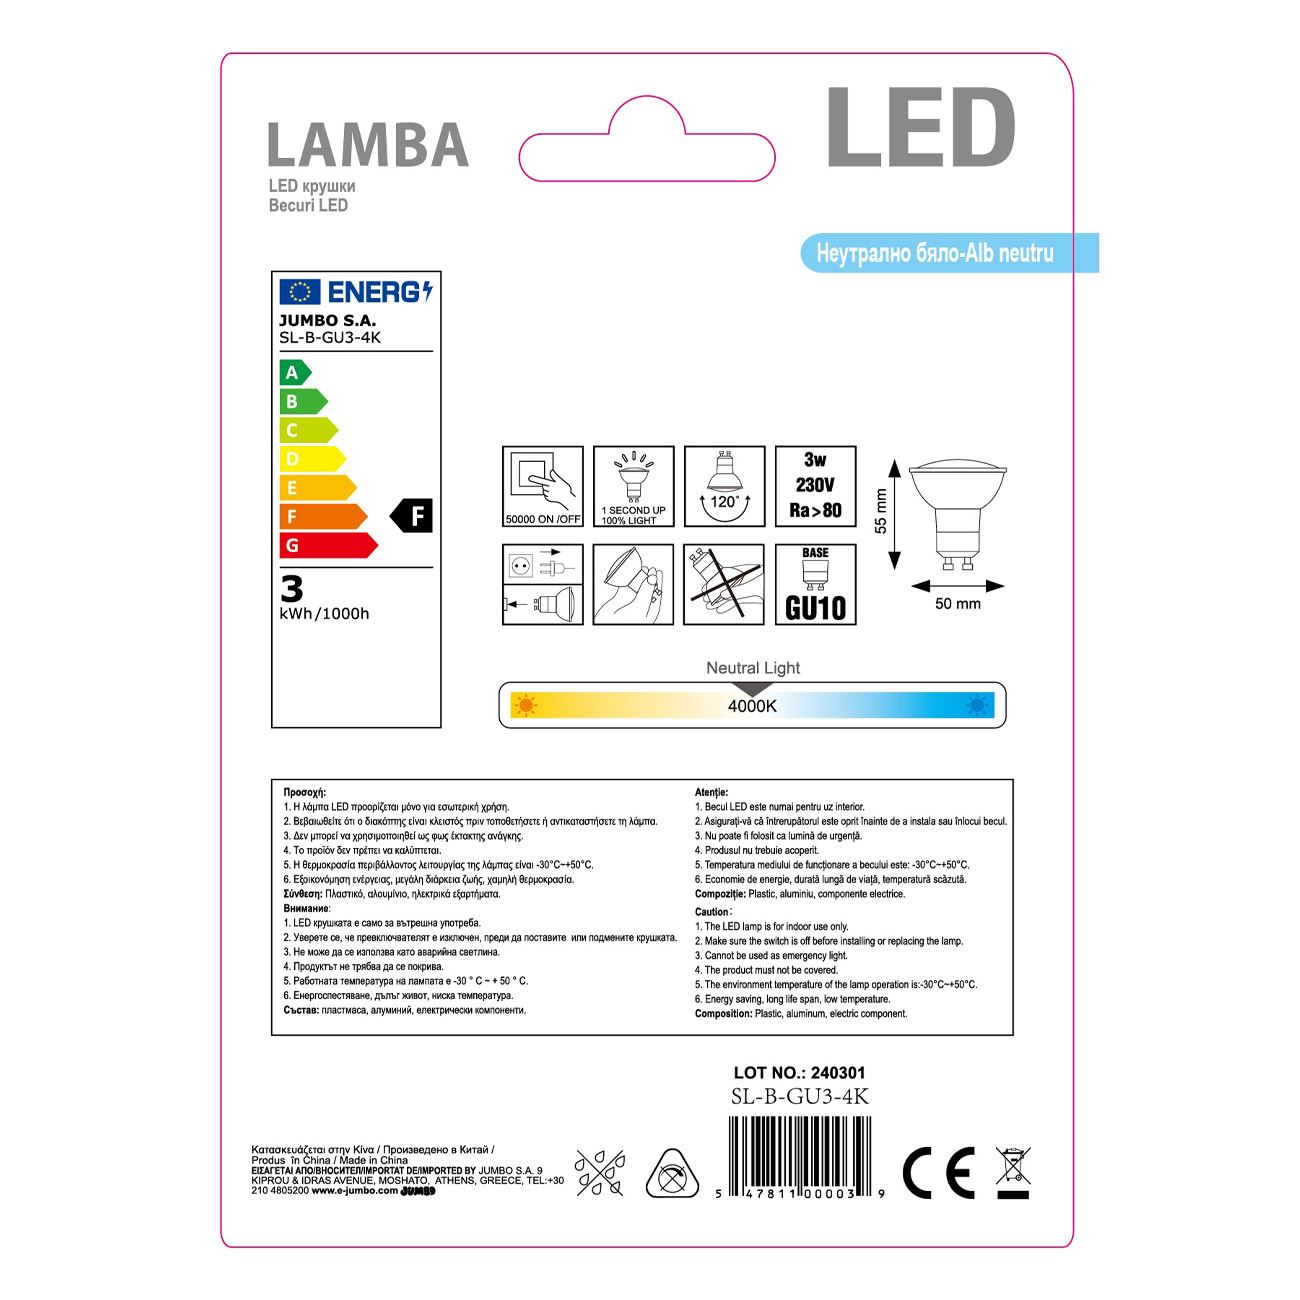 LAMBA
LED крушки
Becuri LED
LED
Неутрално бяло-Alb neutru
ENERG
JUMBO S.A.
SL-B-GU3-4K
A
B
C
D
E
F
F
G
3
kWh/1000h
50000 ON /OFF
1 SECOND UP
100% LIGHT
120°
3w
230V
Ra>80
BASE
GU10
55 mm
50 mm
Neutral Light
4000K
Προσοχή:
1. Η λάμπα LED προορίζεται μόνο για εσωτερική χρήση.
2. Βεβαιωθείτε ότι ο διακόπτης είναι κλειστός πριν τοποθετήσετε ή αντικαταστήσετε τη λάμπα.
3. Δεν μπορεί να χρησιμοποιηθεί ως φως έκτακτης ανάγκης.
4. Το προϊόν δεν πρέπει να καλύπτεται.
5. Η θερμοκρασία περιβάλλοντος λειτουργίας της λάμπας είναι -30°C~+50°C.
6. Εξοικονόμηση ενέργειας, μεγάλη διάρκεια ζωής, χαμηλή θερμοκρασία.
Σύνθεση: Πλαστικό, αλουμίνιο, ηλεκτρικά εξαρτήματα.
Внимание:
1. LED крушката е само за вътрешна употреба.
2. Уверете се, че превключвателят е изключен, преди да поставите или подмените крушката.
3. Не може да се използва като аварийна светлина.
4. Продуктът не трябва да се покрива.
5. Работната температура на лампата е -30 ° C ~ + 50 ° C.
6. Енергоспестяване, дълъг живот, ниска температура.
Състав: пластмаса, алуминий, електрически компоненти.
Atenție:
1. Becul LED este numai pentru uz interior.
2. Asigurați-vă că întrerupătorul este oprit înainte de a instala sau înlocui becul.
3. Nu poate fi folosit ca lumină de urgență.
4. Produsul nu trebuie acoperit.
5. Temperatura mediului de funcționare a becului este: -30°C~+50°C.
6. Economie de energie, durată lungă de viață, temperatură scăzută.
Compoziție: Plastic, aluminiu, componente electrice.
Caution:
1. The LED lamp is for indoor use only.
2. Make sure the switch is off before installing or replacing the lamp.
3. Cannot be used as emergency light.
4. The product must not be covered.
5. The environment temperature of the lamp operation is:-30°C~+50°C.
6. Energy saving, long life span, low temperature.
Composition: Plastic, aluminum, electric component.
LOT NO.: 240301
SL-B-GU3-4K
5 47811 00003 9
Κατασκευάζεται στην Κίνα / Произведено в Китай /
Produs în China / Made in China
ΕΙΣΑΓΕΤΑΙ ΑΠΟ/ВНОСИТЕЛ/IMPORTAT DE/IMPORTED BY JUMBO S.A. 9
KIPROU & IDRAS AVENUE, MOSHATO, ATHENS, GREECE, TEL:+30
210 4805200 www.e-jumbo.com JUMBO
CE